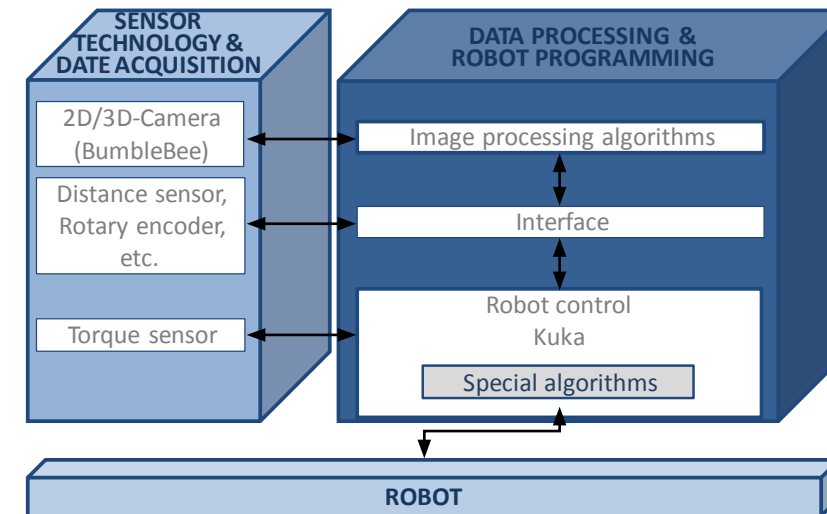 SENSOR
TECHNOLOGY &
DATE ACQUISITION
2D/3D-Camera
(BumbleBee)
Distance sensor,
Rotary encoder,
etc.
Torque sensor
DATA PROCESSING &
ROBOT PROGRAMMING
Image processing algorithms
Interface
Robot control
Kuka
Special algorithms
ROBOT